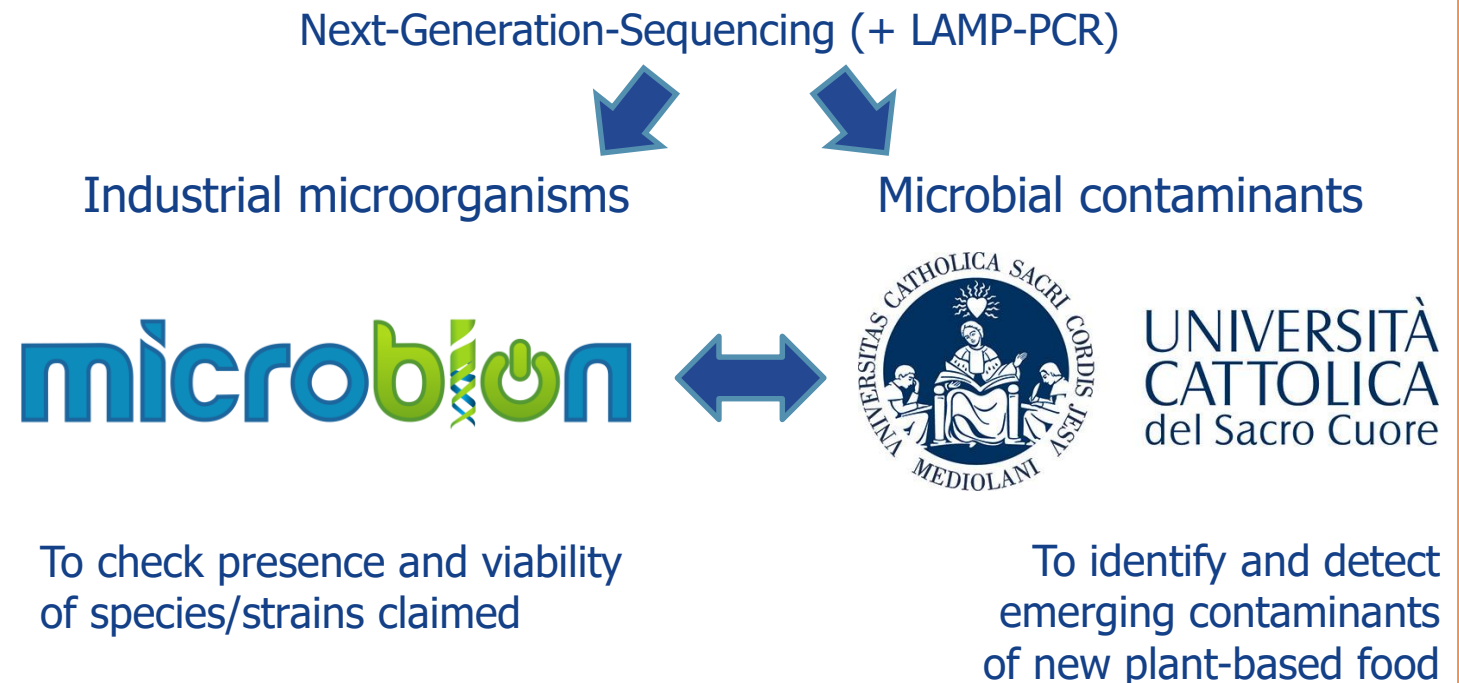 Next-Generation-Sequencing (+ LAMP-PCR)
Industrial microorganisms
Microbial contaminants
microbion
VNIVERSITAS CATHOLICA SACRI CORDIS JESV
MEDIOLANI
UNIVERSITÀ
CATTOLICA
del Sacro Cuore
To check presence and viability
of species/strains claimed
To identify and detect
emerging contaminants
of new plant-based food